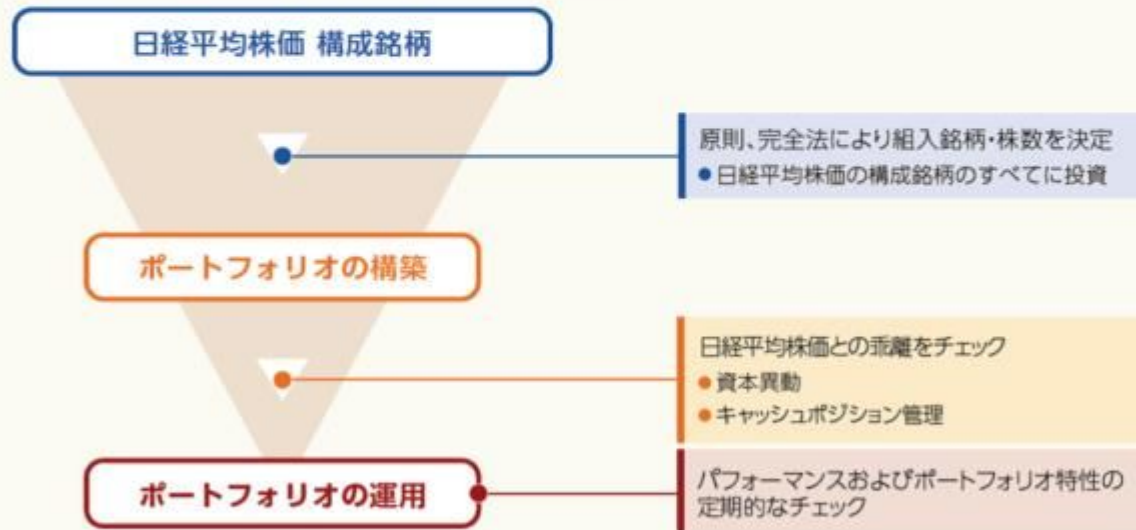 日経平均株価 構成銘柄
原則、完全法により組入銘柄・株数を決定
●日経平均株価の構成銘柄のすべてに投資
ポートフォリオの構築
日経平均株価との乖離をチェック
●資本異動
●キャッシュポジション管理
ポートフォリオの運用
パフォーマンスおよびポートフォリオ特性の
定期的なチェック